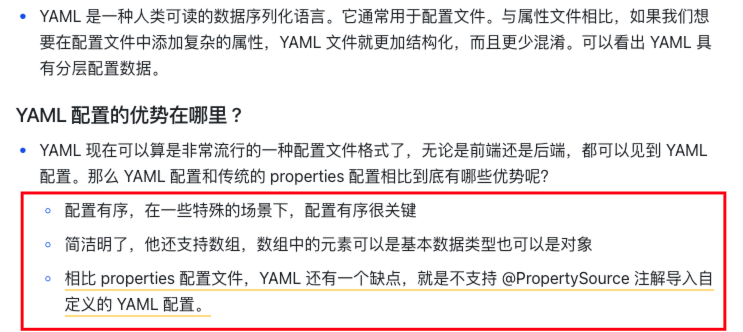 YAML 是一种人类可读的数据序列化语言。它通常用于配置文件。与属性文件相比，如果我们想
要在配置文件中添加复杂的属性，YAML 文件就更加结构化，而且更少混淆。可以看出 YAML 具
有分层配置数据。
YAML 配置的优势在哪里？
YAML 现在可以算是非常流行的一种配置文件格式了，无论是前端还是后端，都可以见到 YAML
配置。那么 YAML 配置和传统的 properties 配置相比到底有哪些优势呢？
配置有序，在一些特殊的场景下，配置有序很关键
简洁明了，他还支持数组，数组中的元素可以是基本数据类型也可以是对象
相比 properties 配置文件，YAML 还有一个缺点，就是不支持 @PropertySource 注解导入自
定义的 YAML 配置。